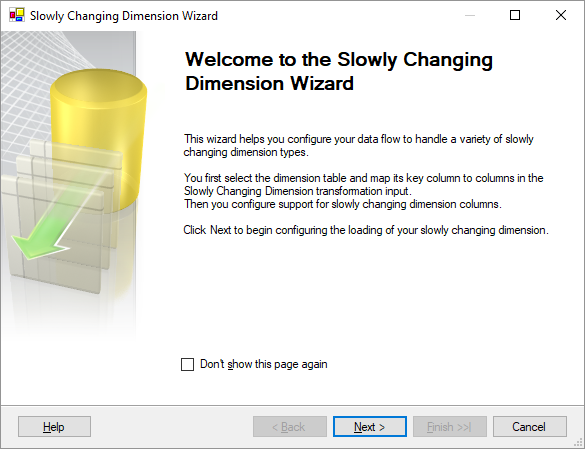 Slowly Changing Dimension Wizard
Welcome to the Slowly Changing
Dimension Wizard
This wizard helps you configure your data flow to handle a variety of slowly
changing dimension types.
You first select the dimension table and map its key column to columns in the
Slowly Changing Dimension transformation input.
Then you configure support for slowly changing dimension columns.
Click Next to begin configuring the loading of your slowly changing dimension.
Don't show this page again
Help
< Back
Next >
Finish >>|
Cancel